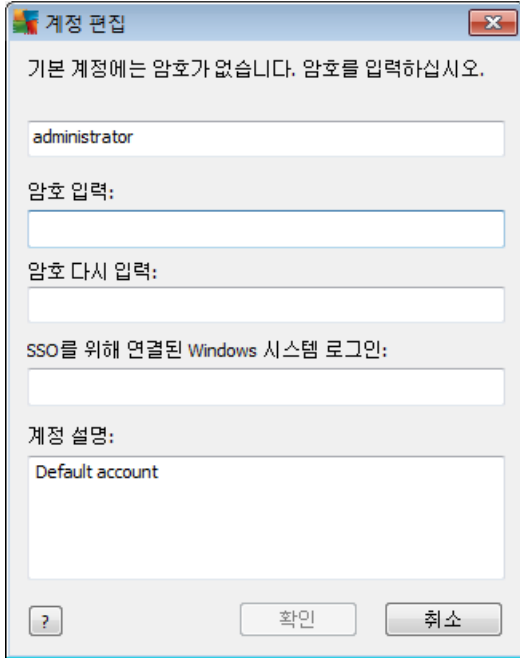 계정 편집
기본 계정에는 암호가 없습니다. 암호를 입력하십시오.
administrator
암호 입력:
암호 다시 입력:
SSO를 위해 연결된 Windows 시스템 로그인:
계정 설명:
Default account
?
확인
취소